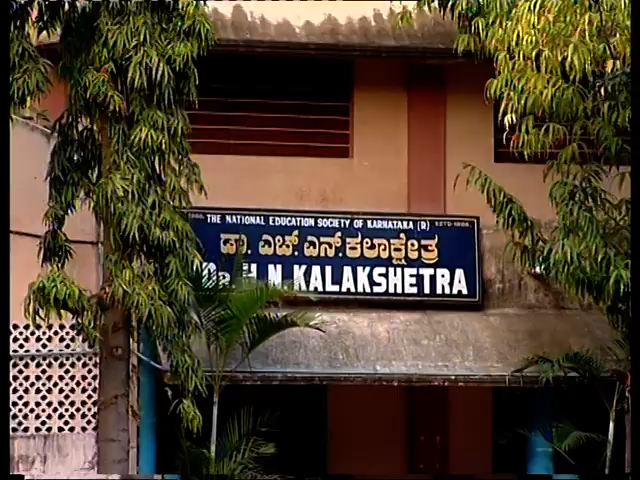 THE NATIONAL EDUCATION SOCIETY OF KARNATAKA (R)
ಡಾ. ಎಚ್.ಎನ್.ಕಲಾಕ್ಷೇತ್ರ
DR. H N KALAKSHETRA